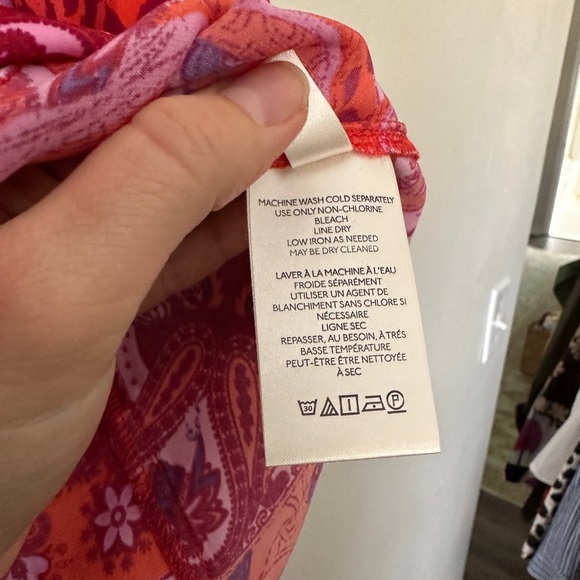 MACHINE WASH COLD SEPARATELY
USE ONLY NON-CHLORINE
BLEACH
LINE DRY
LOW IRON AS NEEDED
MAY BE DRY CLEANED
LAVER À LA MACHINE À L'EAU
FROIDE SÉPARÉMENT
UTILISER UN AGENT DE
BLANCHIMENT SANS CHLORE SI
NÉCESSAIRE
LIGNE SEC
REPASSER, AU BESOIN, À TRÉS
BASSE TEMPÉRATURE
PEUT-ÊTRE ÊTRE NETTOYÉE
À SEC
30 P